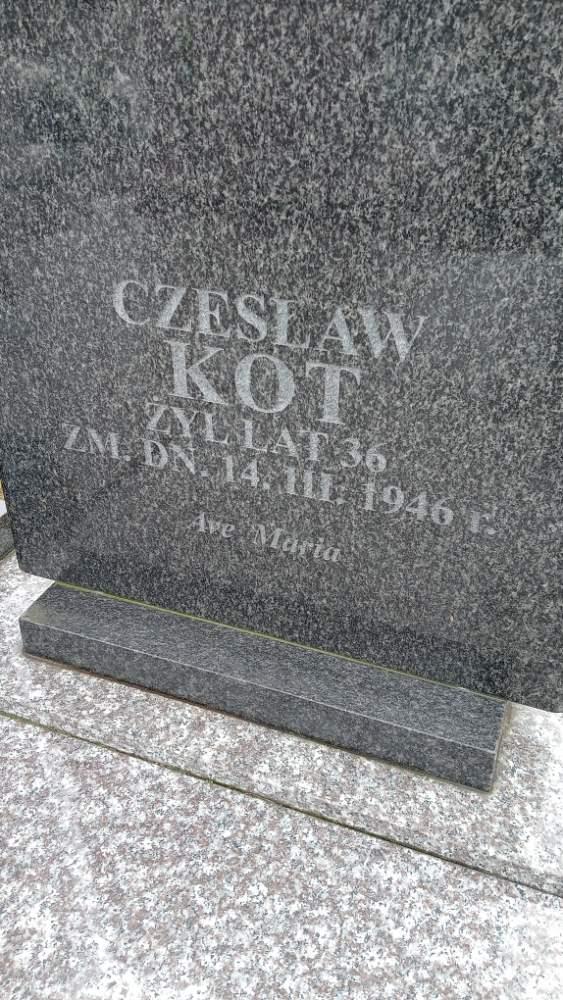 CZESŁAW
KOT
ŻYŁ LAT 36
ZM. DN. 14. III. 1946 r.
Ave Maria